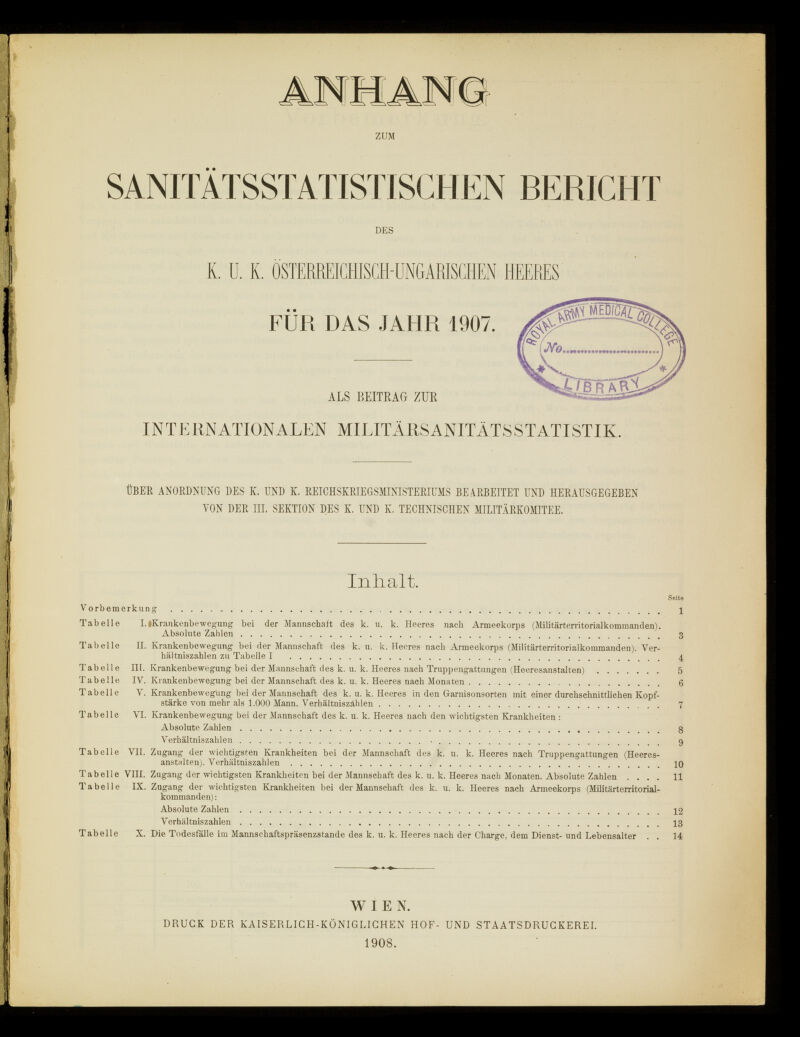 ANHANG
ZUM
SANITÄTSSTATISTISCHEN BERICHT
DES
K. U. K. ÖSTERREICHISCH-UNGARISCHEN HEERES
FÜR DAS JAHR 1907.
ROYAL ARMY MEDICAL COLLEGE
No.
* LIBRARY *
ALS BEITRAG ZUR
INTERNATIONALEN MILITÄRSANITÄTSSTATISTIK.
ÜBER ANORDNUNG DES K. UND K. REICHSKRIEGSMINISTERIUMS BEARBEITET UND HERAUSGEGEBEN
VON DER III. SEKTION DES K. UND K. TECHNISCHEN MILITÄRKOMITEE.
Inhalt.
Seite
Vorbemerkung . . . . . . . . . . 1
Tabelle I. Krankenbewegung bei der Mannschaft des k. u. k. Heeres nach Armeekorps (Militärterritorialkommanden).
Absolute Zahlen . . . . . . . . . . 3
Tabelle II. Krankenbewegung bei der Mannschaft des k. u. k. Heeres nach Armeekorps (Militärterritorialkommanden). Ver-
hältniszahlen zu Tabelle I . . . . . . . . . . 4
Tabelle III. Krankenbewegung bei der Mannschaft des k. u. k. Heeres nach Truppengattungen (Heeresanstalten) . . . . . . . 5
Tabelle IV. Krankenbewegung bei der Mannschaft des k. u. k. Heeres nach Monaten . . . . . . . . . . 6
Tabelle V. Krankenbewegung bei der Mannschaft des k. u. k. Heeres in den Garnisonsorten mit einer durchschnittlichen Kopf-
stärke von mehr als 1.000 Mann. Verhältniszahlen . . . . . . . . . . 7
Tabelle VI. Krankenbewegung bei der Mannschaft des k. u. k. Heeres nach den wichtigsten Krankheiten :
Absolute Zahlen . . . . . . . . . . 8
Verhältniszahlen . . . . . . . . . . 9
Tabelle VII. Zugang der wichtigsten Krankheiten bei der Mannschaft des k. u. k. Heeres nach Truppengattungen (Heeres-
anstalten). Verhältniszahlen . . . . . . . . . . 10
Tabelle VIII. Zugang der wichtigsten Krankheiten bei der Mannschaft des k. u. k. Heeres nach Monaten. Absolute Zahlen . . . . 11
Tabelle IX. Zugang der wichtigsten Krankheiten bei der Mannschaft des k. u. k. Heeres nach Armeekorps (Militärterritorial-
kommanden):
Absolute Zahlen . . . . . . . . . . 12
Verhältniszahlen . . . . . . . . . . 13
Tabelle X. Die Todesfälle im Mannschaftspräsenzstande des k. u. k. Heeres nach der Charge, dem Dienst- und Lebensalter . . 14
WIEN.
DRUCK DER KAISERLICH-KÖNIGLICHEN HOF- UND STAATSDRUCKEREI.
1908.